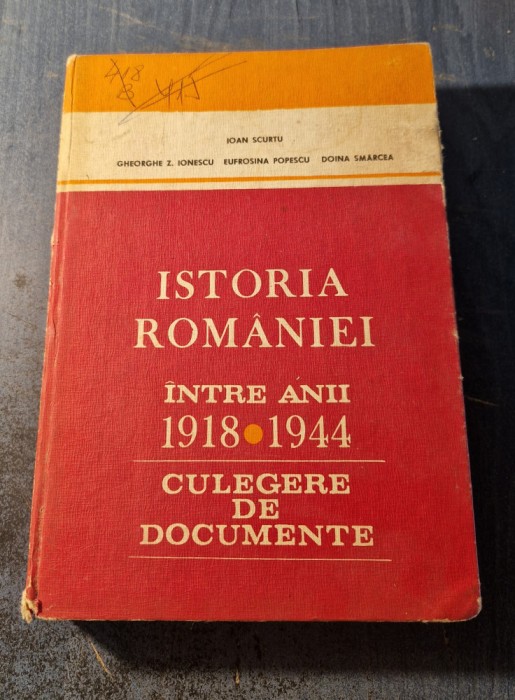 IOAN SCURTU
GHEORGHE Z. IONESCU EUFROSINA POPESCU DOINA SMÂRCEA
ISTORIA
ROMÂNIEI
ÎNTRE ANII
1918 • 1944
CULEGERE
DE
DOCUMENTE